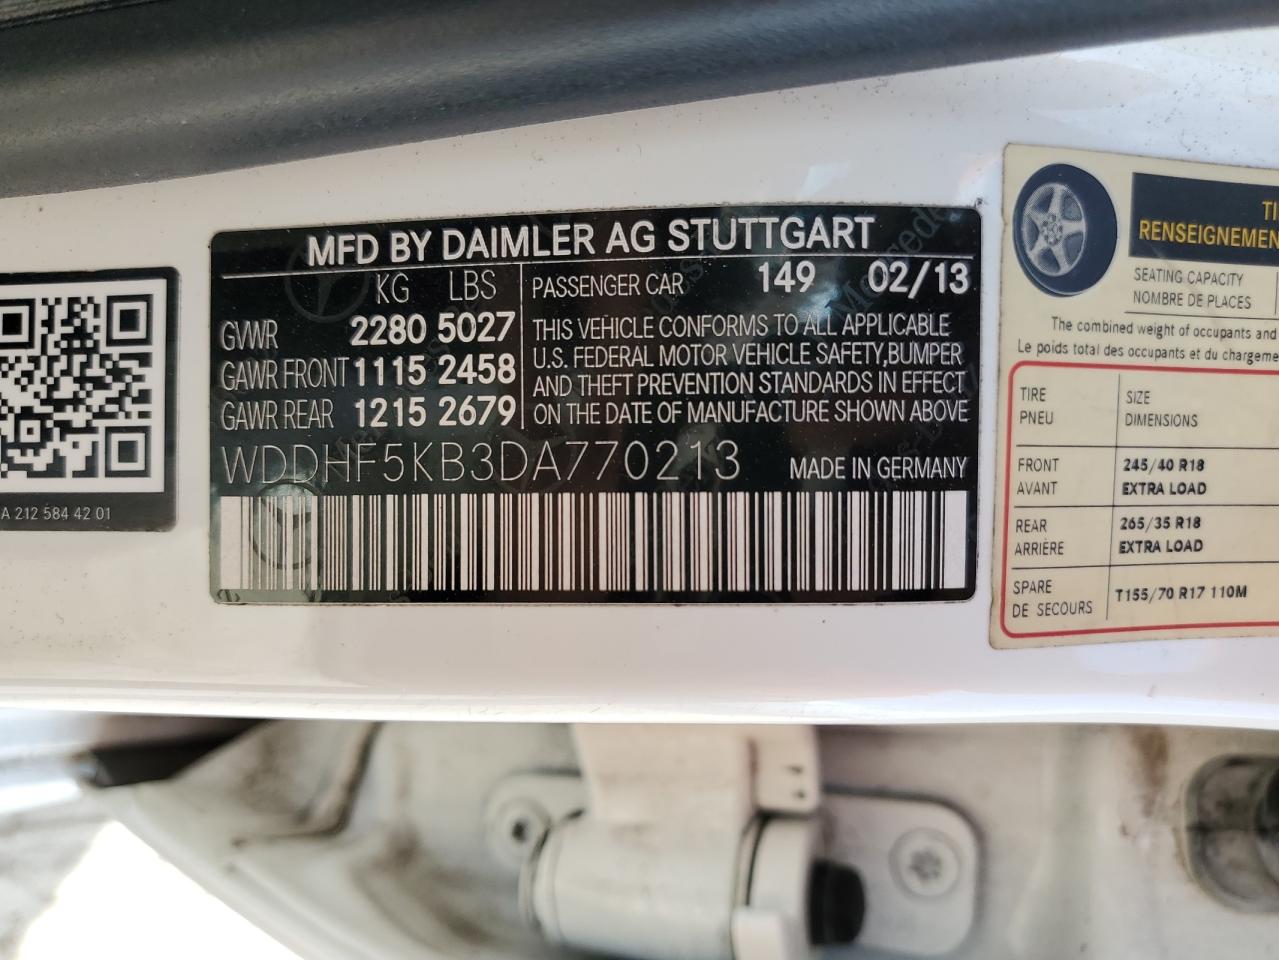 MFD BY DAIMLER AG STUTTGART
KG LBS
GVWR 2280 5027
GAWR FRONT 1115 2458
GAWR REAR 1215 2679
PASSENGER CAR 149 02/13
THIS VEHICLE CONFORMS TO ALL APPLICABLE
U.S. FEDERAL MOTOR VEHICLE SAFETY,BUMPER
AND THEFT PREVENTION STANDARDS IN EFFECT
ON THE DATE OF MANUFACTURE SHOWN ABOVE
WDDHF5KB3DA770213 MADE IN GERMANY
A 212 584 42 01
TI
RENSEIGNEMEN
SEATING CAPACITY
NOMBRE DE PLACES
The combined weight of occupants and
Le poids total des occupants et du chargeme
TIRE SIZE
PNEU DIMENSIONS
FRONT 245/40 R18
AVANT EXTRA LOAD
REAR 265/35 R18
ARRIÈRE EXTRA LOAD
SPARE T155/70 R17 110M
DE SECOURS